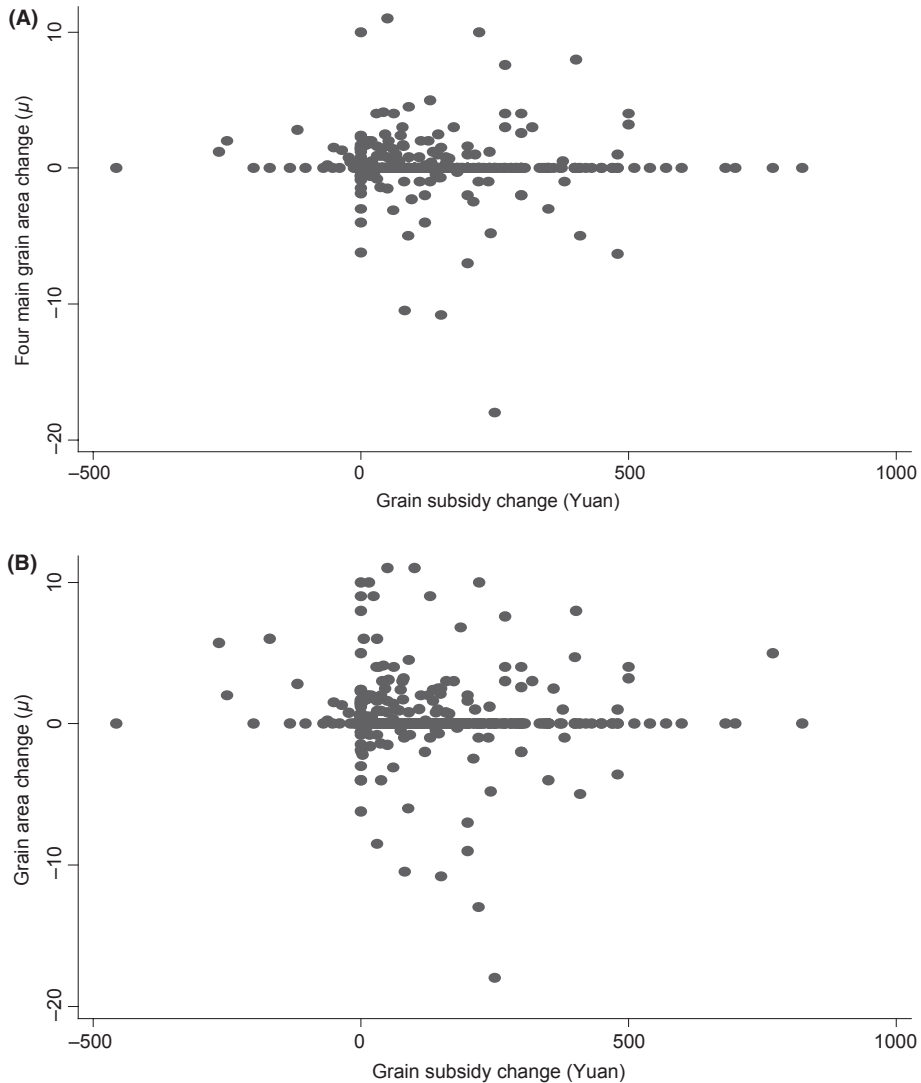 (A)
Four main grain area change (μ)
10
0
–10
–20
–500
0
500
1000
Grain subsidy change (Yuan)
(B)
Grain area change (μ)
10
0
–10
–20
–500
0
500
1000
Grain subsidy change (Yuan)